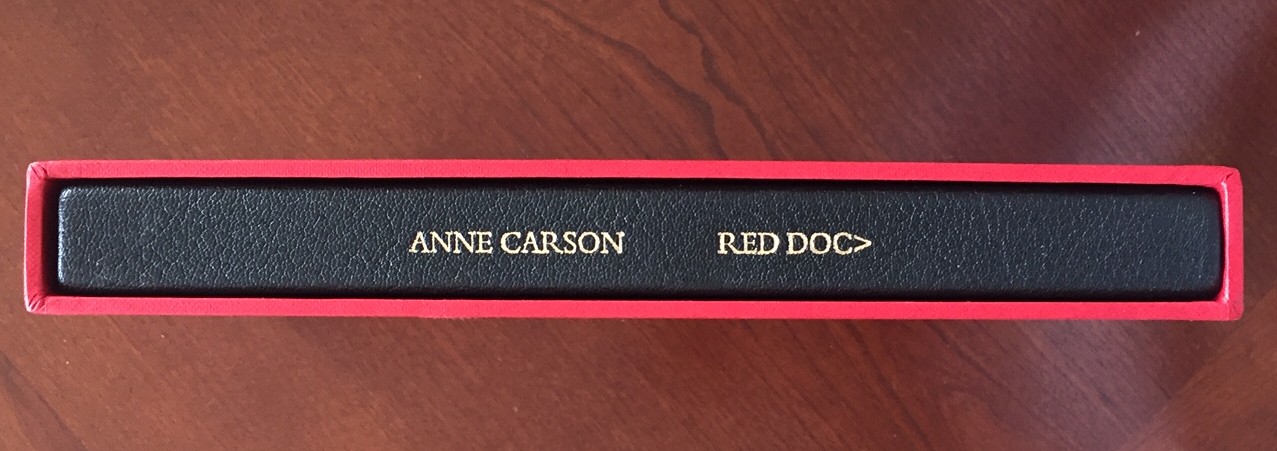 ANNE CARSON RED DOC>